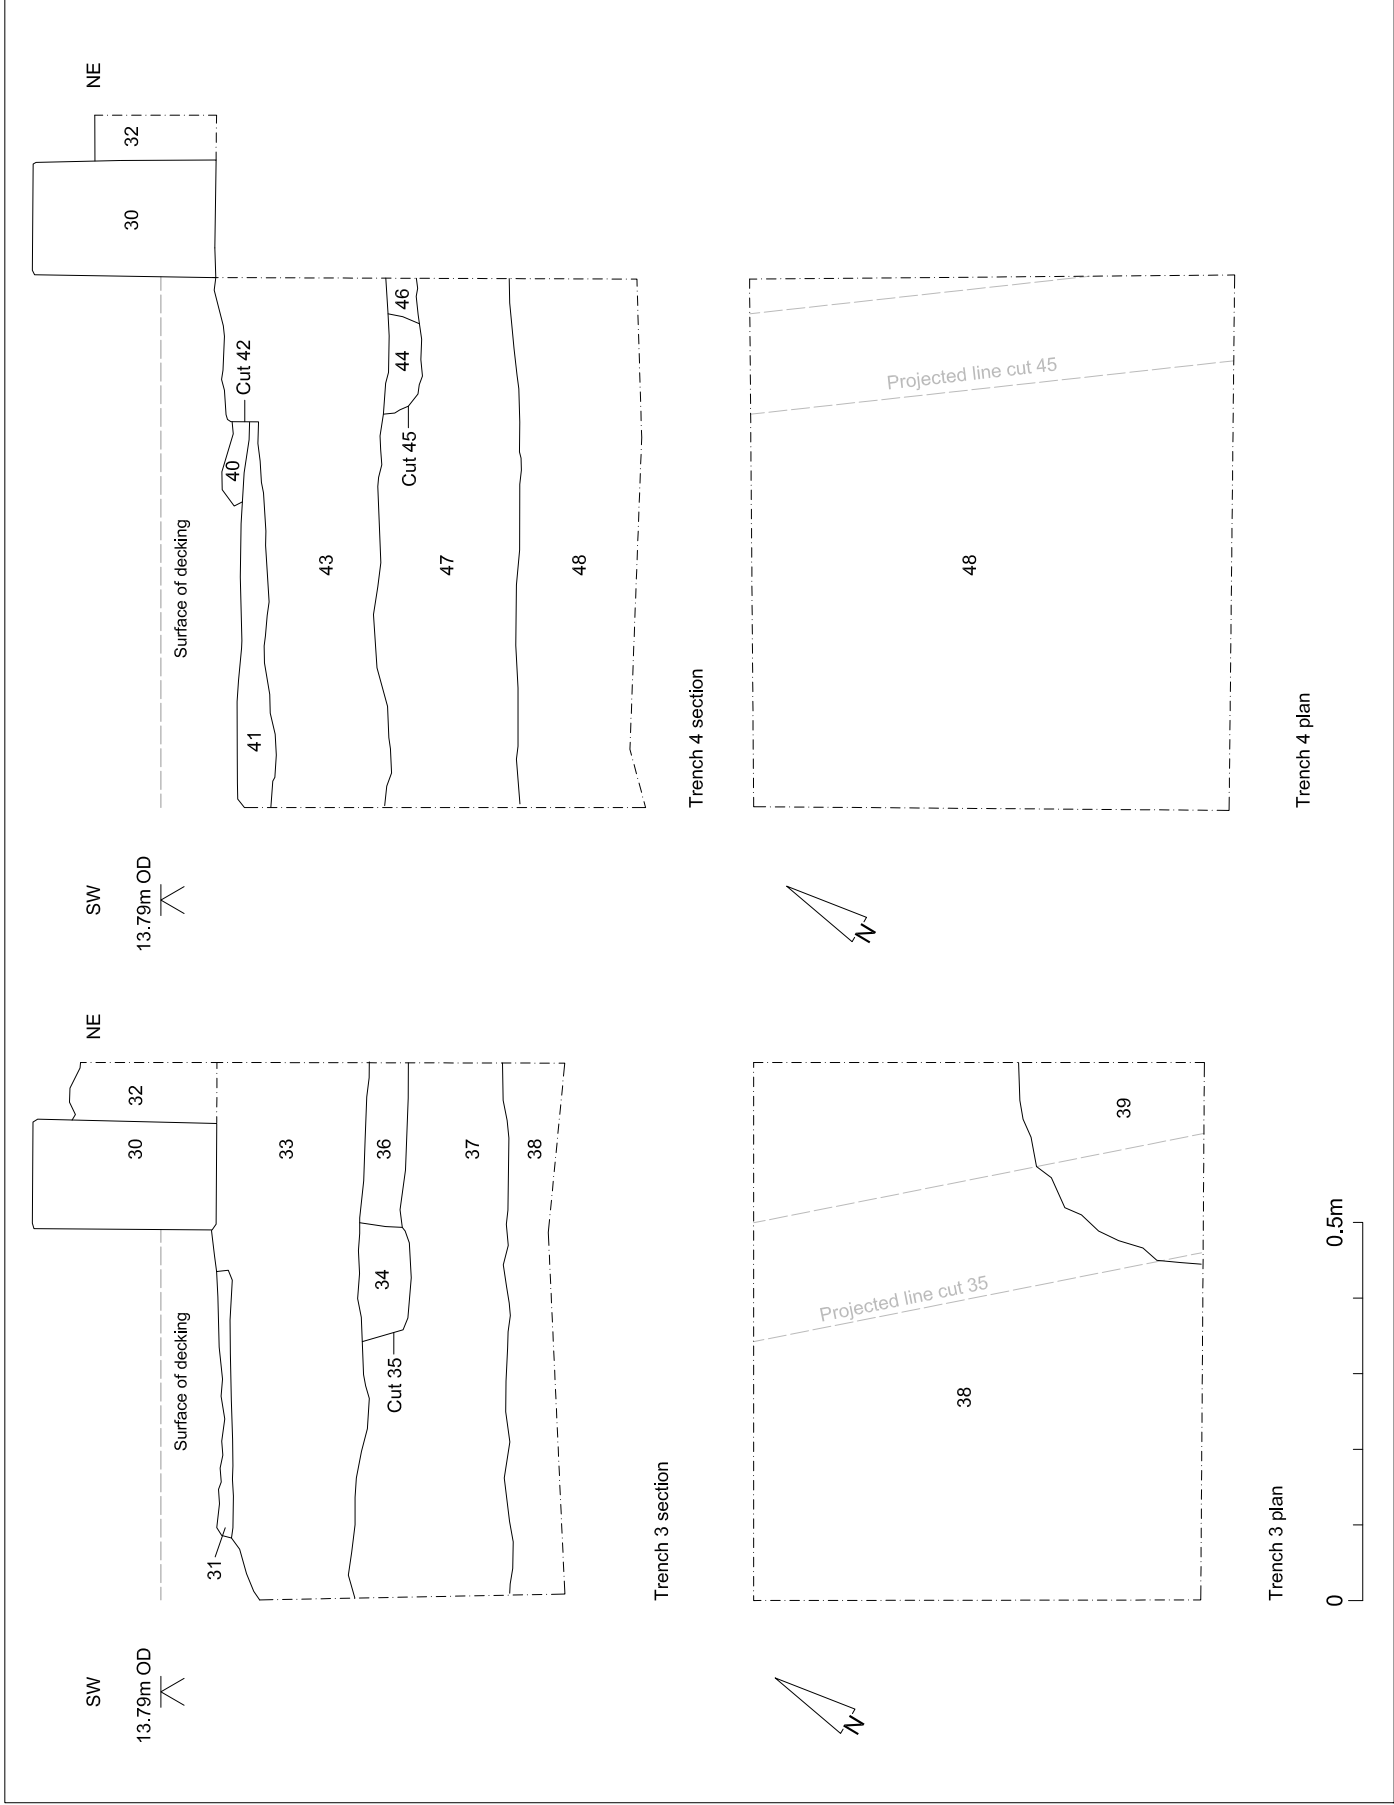 SW
NE
13.79m OD
Surface of decking
30
32
31
33
34
36
Cut 35
37
38
Trench 3 section
N
38
39
Projected line cut 35
Trench 3 plan
0
0.5m
SW
NE
13.79m OD
Surface of decking
30
32
40
Cut 42
41
43
44
46
Cut 45
47
48
Trench 4 section
N
Projected line cut 45
48
Trench 4 plan